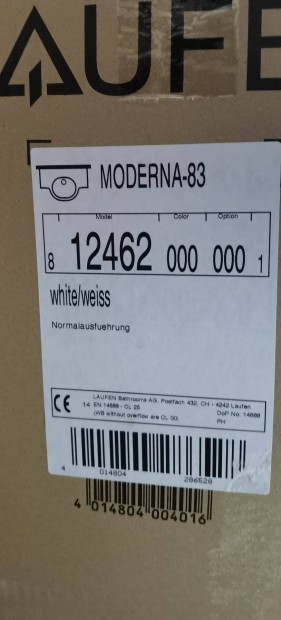 LAUFEN
MODERNA-83
Model Color Option
8 12462 000 000 1
white/weiss
Normalausfuehrung
CE 14 LAUFEN Bathrooms AG, Postfach 432, CH - 4242 Laufen
EN 14688 - CL 25 DoP No. 14688
(WB without overflow are CL 00) PH
4 014804 286528
4 014804 004016